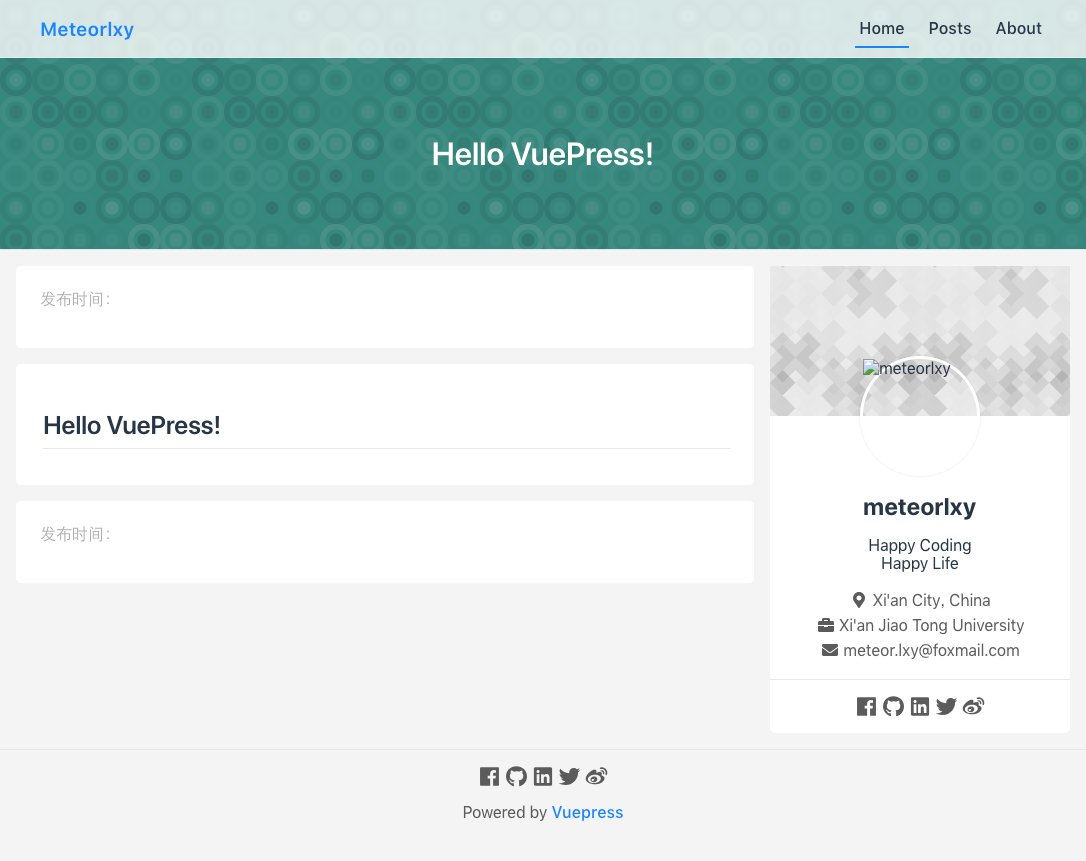 Meteorlxy
Home Posts About
Hello VuePress!
发布时间：
Hello VuePress!
发布时间：
meteorlxy
meteorlxy
Happy Coding
Happy Life
Xi'an City, China
Xi'an Jiao Tong University
meteor.lxy@foxmail.com
Powered by Vuepress